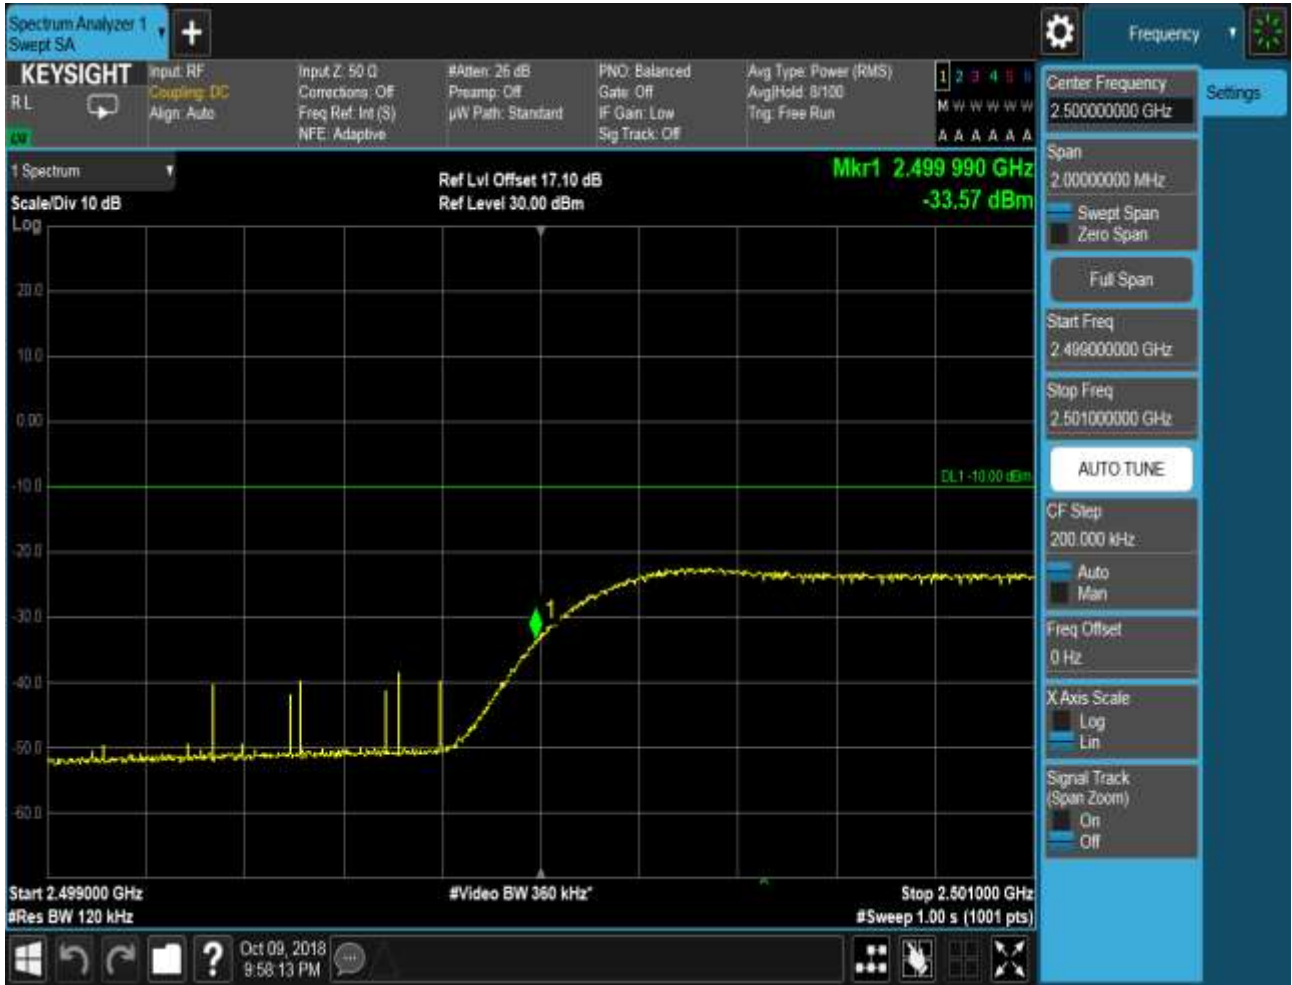 Spectrum Analyzer 1
Swept SA
+
Frequency
KEYSIGHT
R L
LW
Input: RF
Coupling: DC
Align: Auto
Input Z: 50 Ω
Corrections: Off
Freq Ref: Int (S)
NFE: Adaptive
#Atten: 26 dB
Preamp: Off
µW Path: Standard
PNO: Balanced
Gate: Off
IF Gain: Low
Sig Track: Off
Avg Type: Power (RMS)
Avg|Hold: 8/100
Trig: Free Run
1 2 3 4 5 6
M W W W W W
A A A A A A
1 Spectrum
Scale/Div 10 dB
Log
Ref Lvl Offset 17.10 dB
Ref Level 30.00 dBm
Mkr1 2.499 990 GHz
-33.57 dBm
20.0
10.0
0.00
-10.0
-20.0
-30.0
-40.0
-50.0
-60.0
DL1 -10.00 dBm
1
Start 2.499000 GHz
#Res BW 120 kHz
#Video BW 360 kHz*
Stop 2.501000 GHz
#Sweep 1.00 s (1001 pts)
?
Oct 09, 2018
9:58:13 PM
Center Frequency
2.500000000 GHz
Settings
Span
2.00000000 MHz
Swept Span
Zero Span
Full Span
Start Freq
2.499000000 GHz
Stop Freq
2.501000000 GHz
AUTO TUNE
CF Step
200.000 kHz
Auto
Man
Freq Offset
0 Hz
X Axis Scale
Log
Lin
Signal Track
(Span Zoom)
On
Off